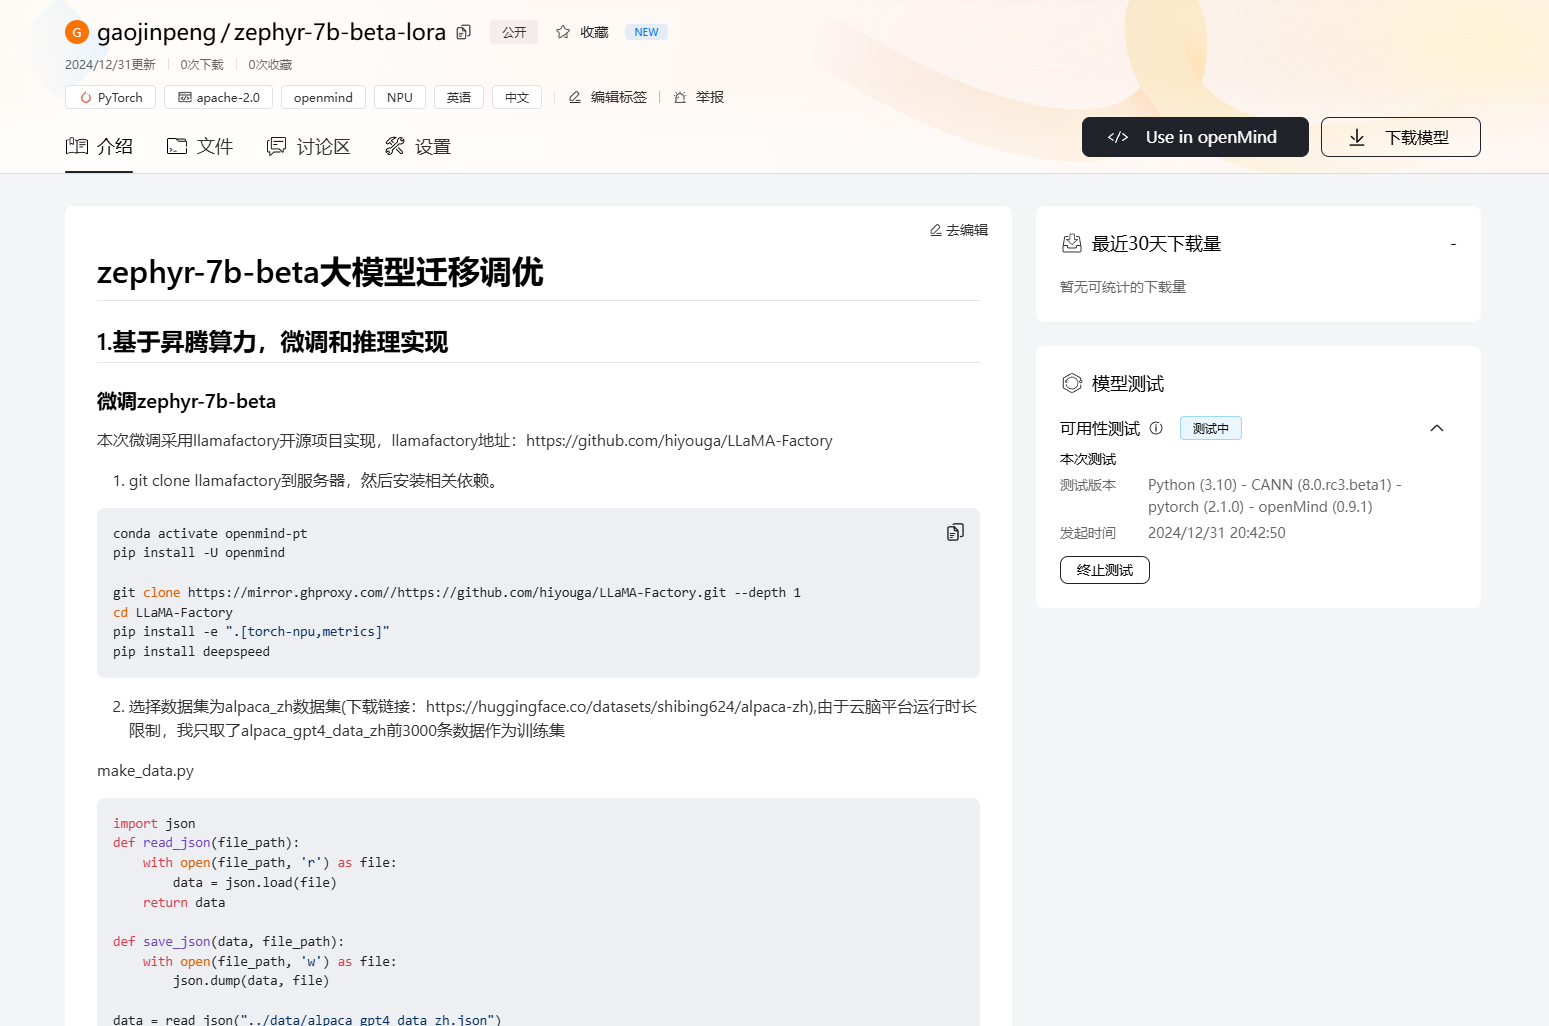 G gaojinpeng / zephyr-7b-beta-lora 公开 收藏 NEW
2024/12/31更新 0次下载 0次收藏
PyTorch apache-2.0 openmind NPU 英语 中文 编辑标签 举报
介绍 文件 讨论区 设置
</> Use in openMind 下载模型
去编辑
zephyr-7b-beta大模型迁移调优
1.基于昇腾算力，微调和推理实现
微调zephyr-7b-beta
本次微调采用llamafactory开源项目实现，llamafactory地址：https://github.com/hiyouga/LLaMA-Factory
1. git clone llamafactory到服务器，然后安装相关依赖。
conda activate openmind-pt
pip install -U openmind
git clone https://mirror.ghproxy.com//https://github.com/hiyouga/LLaMA-Factory.git --depth 1
cd LLaMA-Factory
pip install -e ".[torch-npu,metrics]"
pip install deepspeed
2. 选择数据集为alpaca_zh数据集(下载链接：https://huggingface.co/datasets/shibing624/alpaca-zh),由于云脑平台运行时长
限制，我只取了alpaca_gpt4_data_zh前3000条数据作为训练集
make_data.py
import json
def read_json(file_path):
    with open(file_path, 'r') as file:
        data = json.load(file)
    return data
def save_json(data, file_path):
    with open(file_path, 'w') as file:
        json.dump(data, file)
data = read_json("../data/alpaca_gpt4_data_zh.json")
最近30天下载量 -
暂无可统计的下载量
模型测试
可用性测试 测试中
本次测试
测试版本 Python (3.10) - CANN (8.0.rc3.beta1) -
pytorch (2.1.0) - openMind (0.9.1)
发起时间 2024/12/31 20:42:50
终止测试